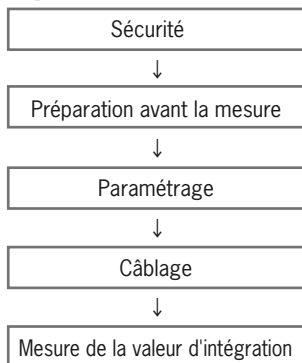 Sécurité
↓
Préparation avant la mesure
↓
Paramétrage
↓
Câblage
↓
Mesure de la valeur d'intégration